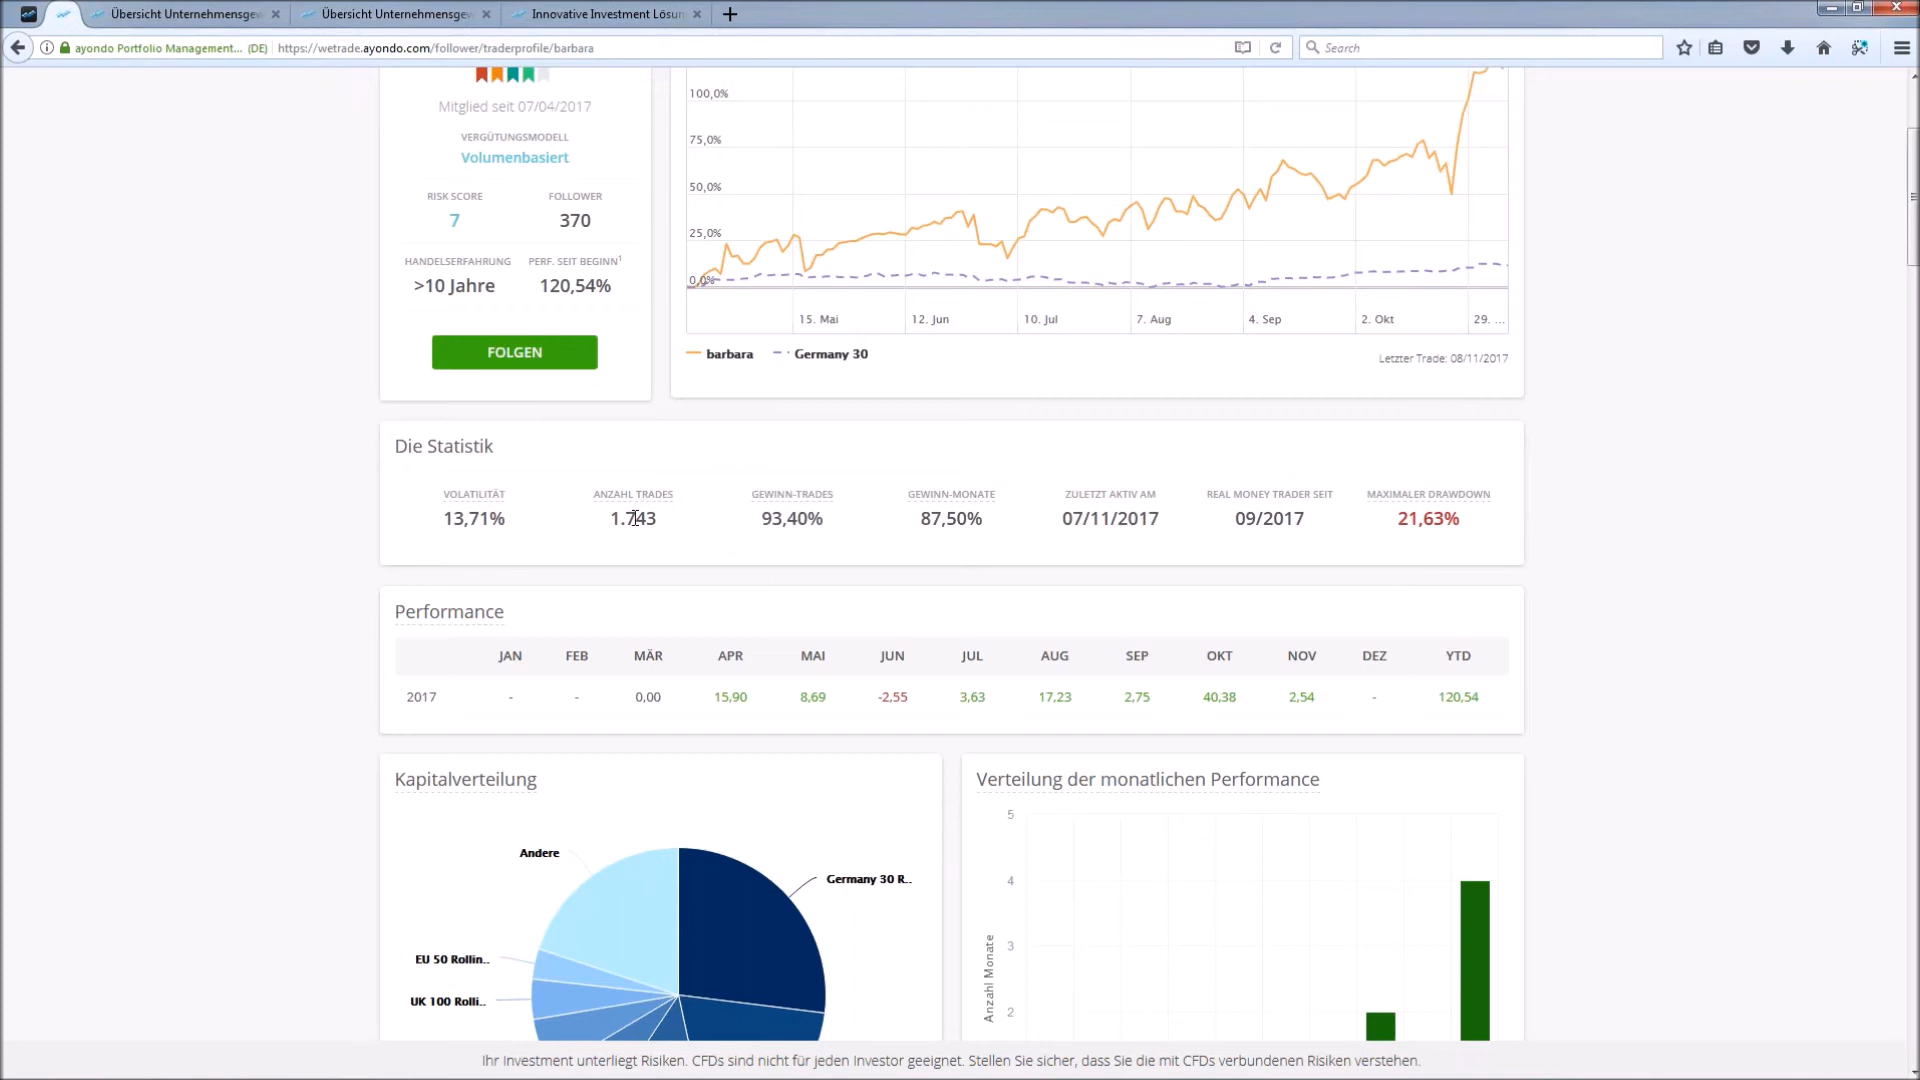 Übersicht Unternehmensgew
Übersicht Unternehmensgew
Innovative Investment Lösun
ayondo Portfolio Management... (DE)
https://wetrade.ayondo.com/follower/traderprofile/barbara
Search
Mitglied seit 07/04/2017
VERGÜTUNGSMODELL
Volumenbasiert
RISK SCORE
FOLLOWER
7
370
HANDELSERFAHRUNG
PERF. SEIT BEGINN¹
>10 Jahre
120,54%
FOLGEN
100,0%
75,0%
50,0%
25,0%
0,0%
15. Mai
12. Jun
10. Jul
7. Aug
4. Sep
2. Okt
29. ...
barbara
Germany 30
Letzter Trade: 08/11/2017
Die Statistik
VOLATILITÄT
ANZAHL TRADES
GEWINN-TRADES
GEWINN-MONATE
ZULETZT AKTIV AM
REAL MONEY TRADER SEIT
MAXIMALER DRAWDOWN
13,71%
1.743
93,40%
87,50%
07/11/2017
09/2017
21,63%
Performance
JAN FEB MÄR APR MAI JUN JUL AUG SEP OKT NOV DEZ YTD
2017 - - 0,00 15,90 8,69 -2,55 3,63 17,23 2,75 40,38 2,54 - 120,54
Kapitalverteilung
Andere
Germany 30 R..
EU 50 Rollin..
UK 100 Rolli..
Verteilung der monatlichen Performance
5
4
3
2
Anzahl Monate
Ihr Investment unterliegt Risiken. CFDs sind nicht für jeden Investor geeignet. Stellen Sie sicher, dass Sie die mit CFDs verbundenen Risiken verstehen.